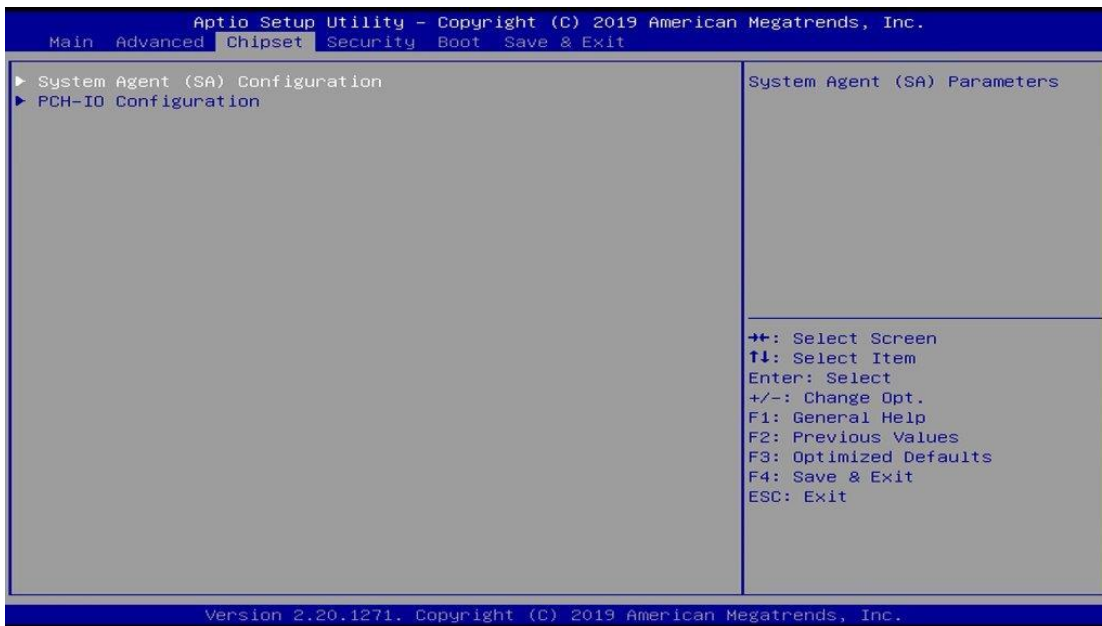 Aptio Setup Utility – Copyright (C) 2019 American Megatrends, Inc.
Main Advanced Chipset Security Boot Save & Exit
▶ System Agent (SA) Configuration
▶ PCH-IO Configuration
System Agent (SA) Parameters
→←: Select Screen
↑↓: Select Item
Enter: Select
+/-: Change Opt.
F1: General Help
F2: Previous Values
F3: Optimized Defaults
F4: Save & Exit
ESC: Exit
Version 2.20.1271. Copyright (C) 2019 American Megatrends, Inc.